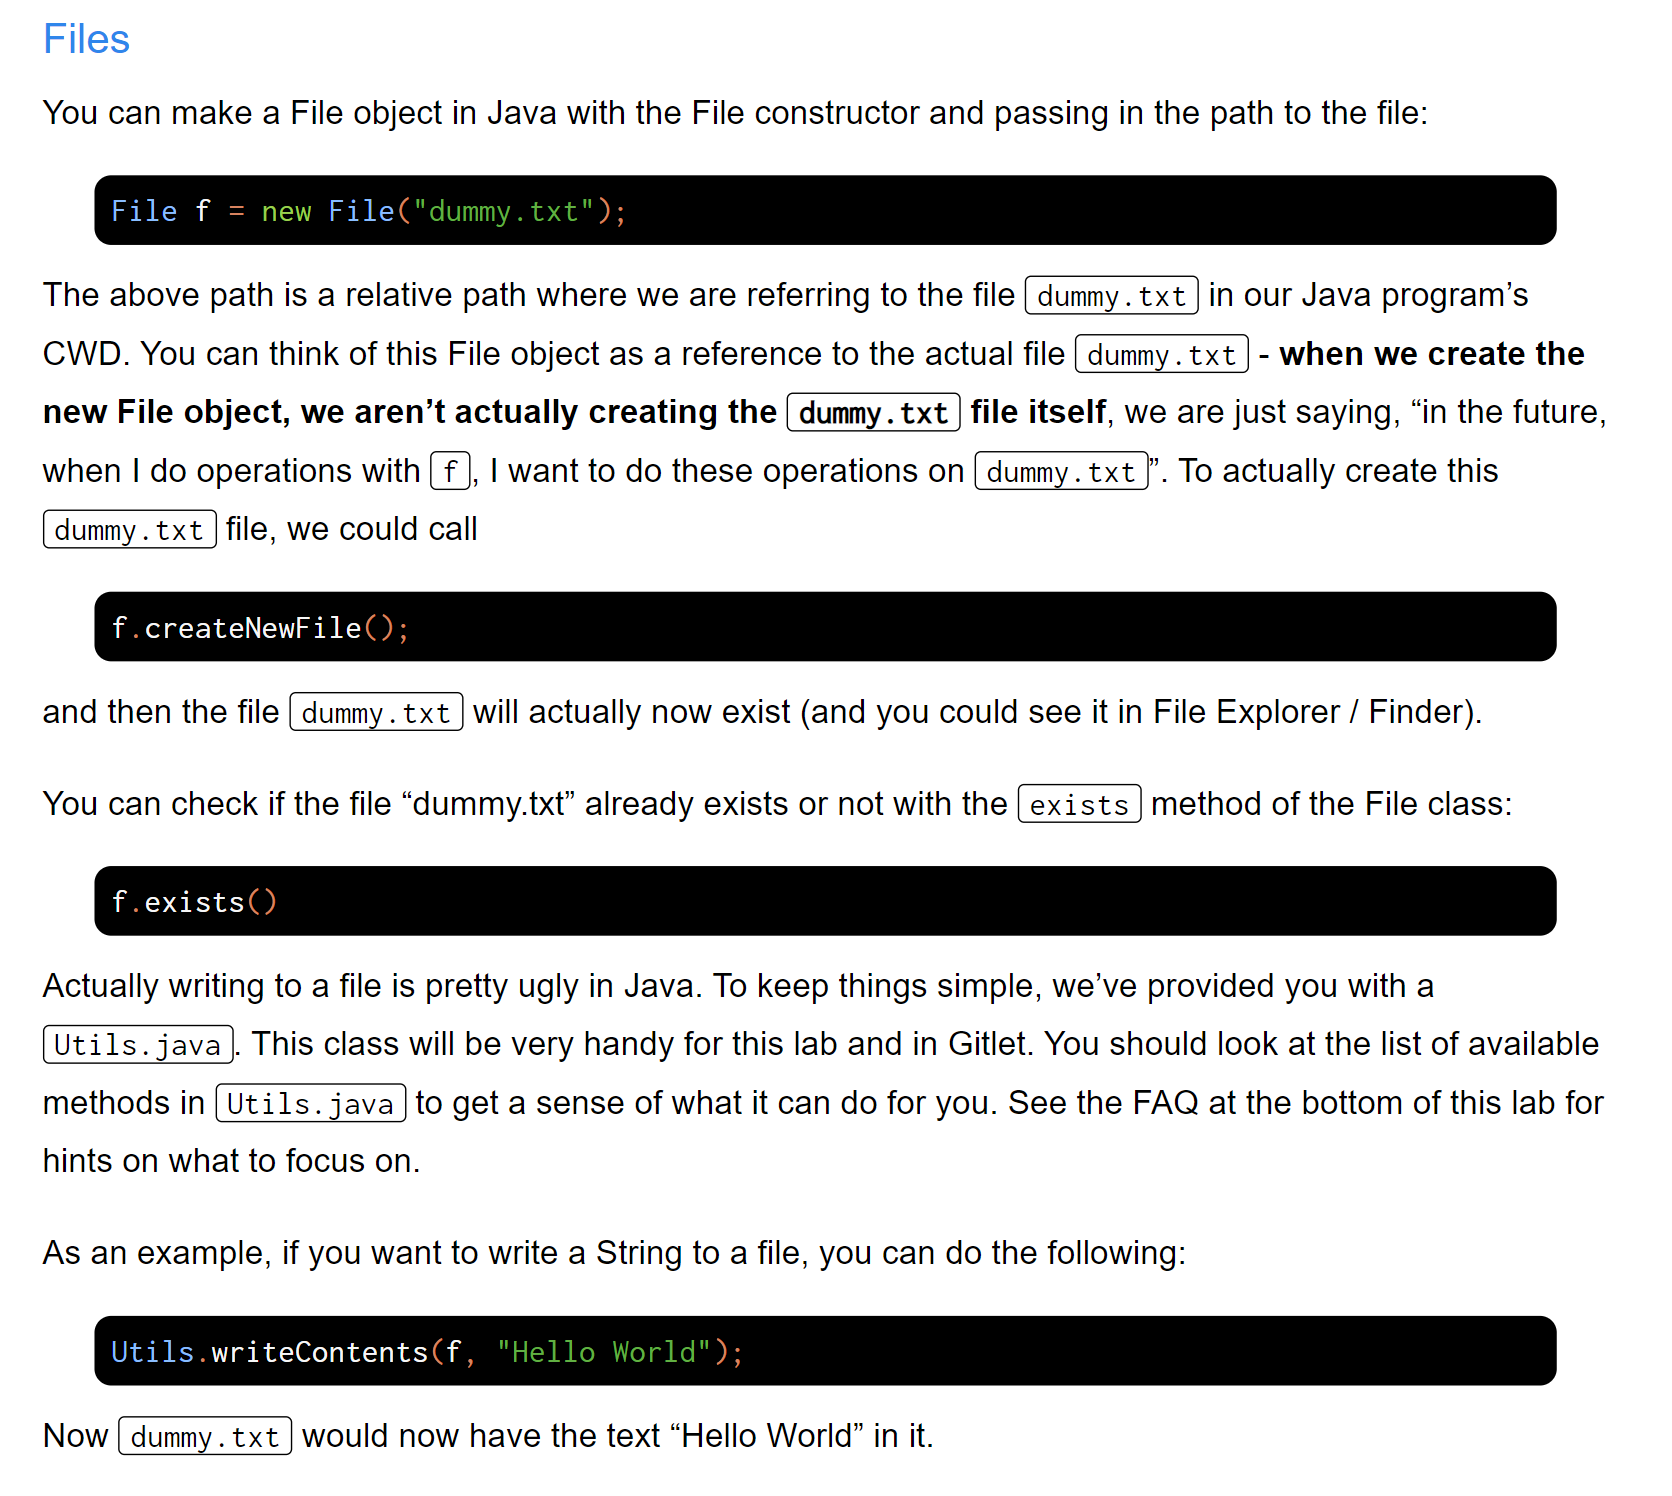 Files
You can make a File object in Java with the File constructor and passing in the path to the file:
File f = new File("dummy.txt");
The above path is a relative path where we are referring to the file dummy.txt in our Java program’s
CWD. You can think of this File object as a reference to the actual file dummy.txt - when we create the
new File object, we aren’t actually creating the dummy.txt file itself, we are just saying, “in the future,
when I do operations with f, I want to do these operations on dummy.txt”. To actually create this
dummy.txt file, we could call
f.createNewFile();
and then the file dummy.txt will actually now exist (and you could see it in File Explorer / Finder).
You can check if the file “dummy.txt” already exists or not with the exists method of the File class:
f.exists()
Actually writing to a file is pretty ugly in Java. To keep things simple, we’ve provided you with a
Utils.java. This class will be very handy for this lab and in Gitlet. You should look at the list of available
methods in Utils.java to get a sense of what it can do for you. See the FAQ at the bottom of this lab for
hints on what to focus on.
As an example, if you want to write a String to a file, you can do the following:
Utils.writeContents(f, "Hello World");
Now dummy.txt would now have the text “Hello World” in it.